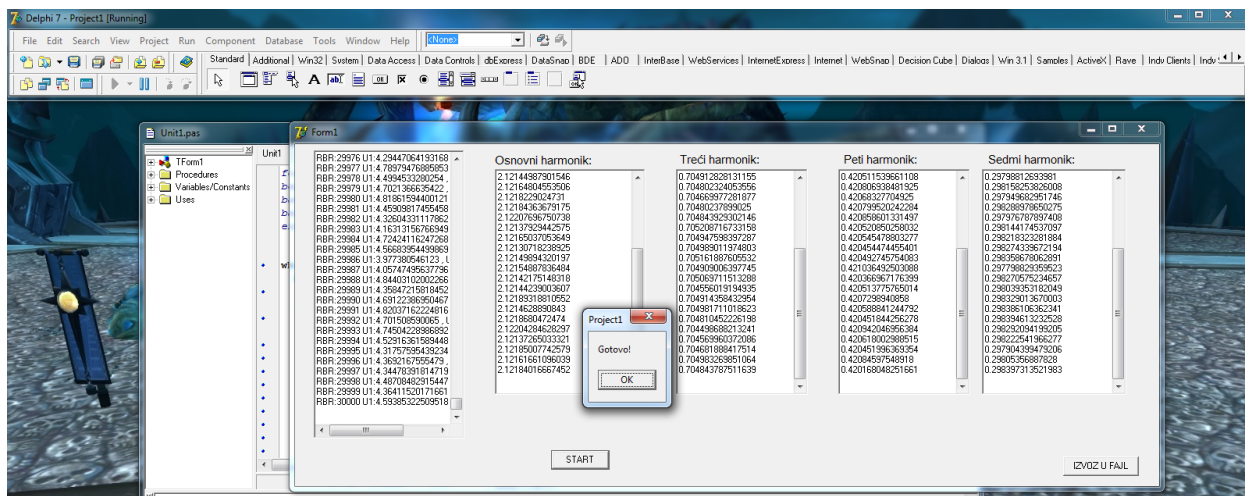 Delphi 7 - Project1 [Running]
File Edit Search View Project Run Component Database Tools Window Help <None>
Standard Additional Win32 System Data Access Data Controls dbExpress DataSnap BDE ADO InterBase WebServices InternetExpress Internet WebSnap Decision Cube Dialogs Win 3.1 Samples ActiveX Rave Indy Clients Indy
Unit1.pas
TForm1
Procedures
Variables/Constants
Uses
Unit1
Form1
RBR:29976 U1:4.29447064193168
RBR:29977 U1:4.78979476885853
RBR:29978 U1:4.4994533280254
RBR:29979 U1:4.7021366635422 ,
RBR:29980 U1:4.81861594400121
RBR:29981 U1:4.45909817455458
RBR:29982 U1:4.32604331117862
RBR:29983 U1:4.16313156766949
RBR:29984 U1:4.72424116247268
RBR:29985 U1:4.56683954499869
RBR:29986 U1:3.977380546123 , U
RBR:29987 U1:4.05747495637796
RBR:29988 U1:4.84403102002266
RBR:29989 U1:4.35847215818452
RBR:29990 U1:4.69122386950467
RBR:29991 U1:4.82037162224816
RBR:29992 U1:4.701508590065 , U
RBR:29993 U1:4.74504228986892
RBR:29994 U1:4.52916361589448
RBR:29995 U1:4.31757595439234
RBR:29996 U1:4.3692167555479 ,
RBR:29997 U1:4.34478391814719
RBR:29998 U1:4.48708482915447
RBR:29999 U1:4.36411520171661
RBR:30000 U1:4.59385322509518
Osnovni harmonik:
2.12144987901546
2.12164804553506
2.1218229024731
2.12184363679175
2.12207696750738
2.12137929442575
2.12165037053649
2.12130718238925
2.12149894320197
2.12154887836484
2.12142175148318
2.12144239003607
2.12189318810552
2.1214628890843
2.1218680472474
2.12204284628297
2.12137265033321
2.12185007742579
2.12161661096039
2.12184016667452
Treći harmonik:
0.704912828131155
0.704802324053556
0.704669977281877
0.70480237899025
0.704843929302146
0.705208716733158
0.704947598397287
0.704989011974803
0.705161887605532
0.704909006397745
0.705069711513288
0.704556019194935
0.704914358432954
0.704981711018623
0.704810452226198
0.70449868821 3241
0.704569960372086
0.704681888417514
0.704983269851064
0.704843787511639
Peti harmonik:
0.420511539661108
0.420806938481925
0.42068327704925
0.420799520242284
0.420858601331497
0.420520850258032
0.420545478803277
0.420454474455401
0.420492745754083
0.421036492503088
0.420366967176399
0.420513775765014
0.4207298940858
0.420588841244792
0.420451844256278
0.420942046956384
0.420618002988515
0.420451996369354
0.42084597548918
0.420168048251661
Sedmi harmonik:
0.29798812693981
0.298158253826008
0.297949682951746
0.298288978650275
0.297976787897408
0.298144174537097
0.298218323281884
0.298274339672194
0.298358678062891
0.297798829359523
0.298270575234657
0.298039353182049
0.298329013670003
0.298386106362341
0.298394613232528
0.298292094199205
0.298222541966277
0.297904399479206
0.29805356887828
0.298397313521983
Project1
Gotovo!
OK
START
IZVOZ U FAJL